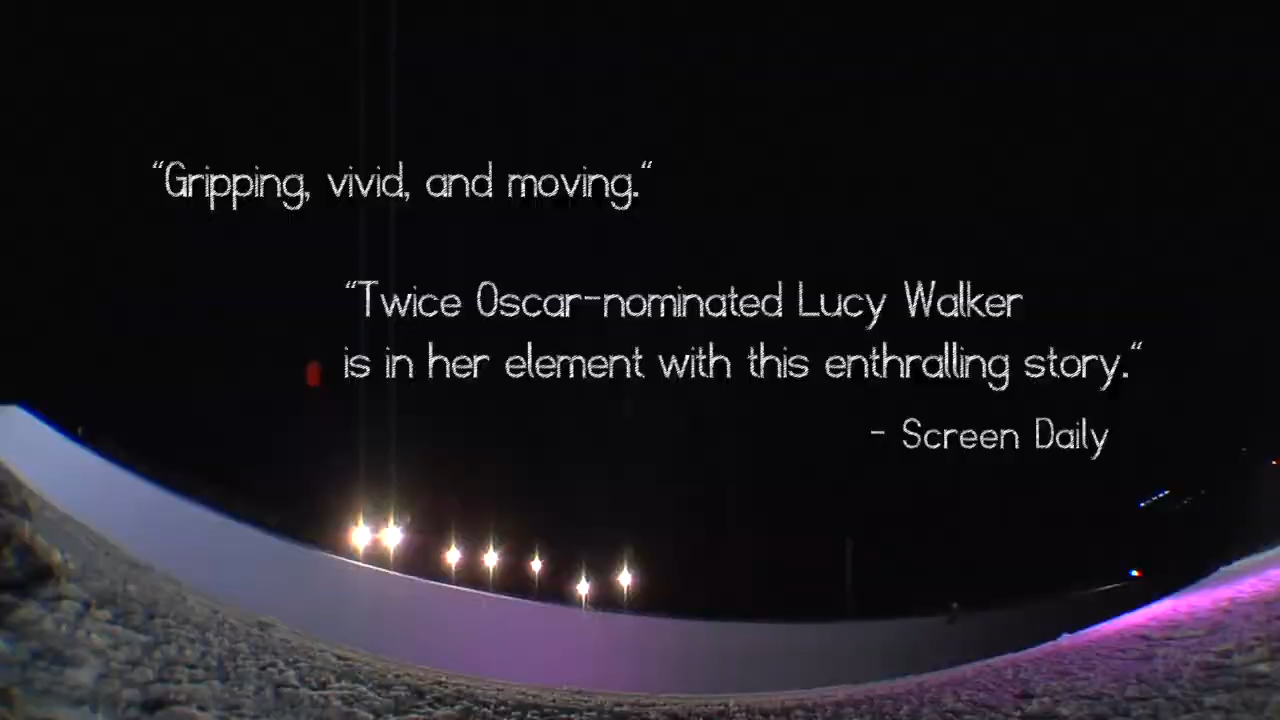 “Gripping, vivid, and moving.“
“Twice Oscar-nominated Lucy Walker
is in her element with this enthralling story.“
- Screen Daily